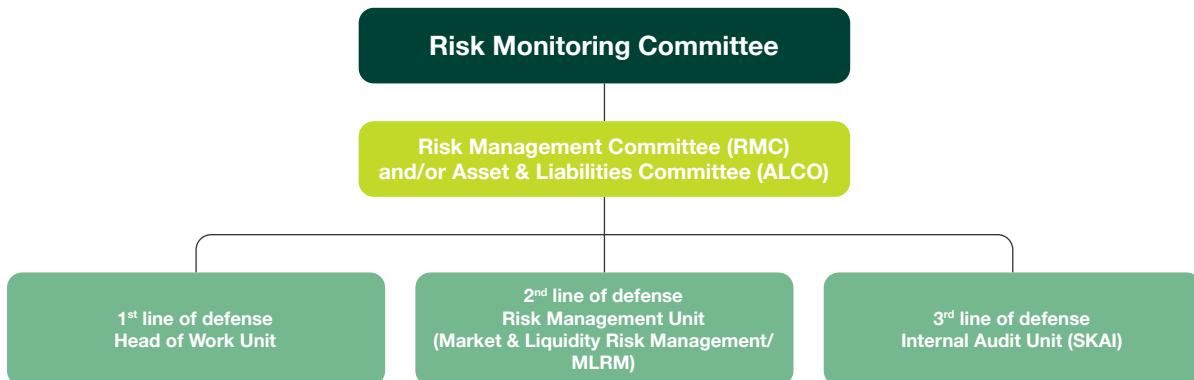 Risk Monitoring Committee
Risk Management Committee (RMC)
and/or Asset & Liabilities Committee (ALCO)
1st line of defense
Head of Work Unit
2nd line of defense
Risk Management Unit
(Market & Liquidity Risk Management/
MLRM)
3rd line of defense
Internal Audit Unit (SKAI)